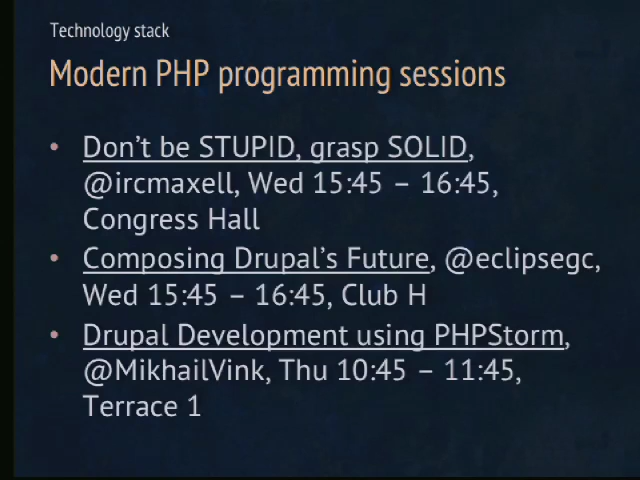 Technology stack
Modern PHP programming sessions
• Don't be STUPID, grasp SOLID,
@ircmaxell, Wed 15:45 – 16:45,
Congress Hall
• Composing Drupal's Future, @eclipsegc,
Wed 15:45 – 16:45, Club H
• Drupal Development using PHPStorm,
@MikhailVink, Thu 10:45 – 11:45,
Terrace 1